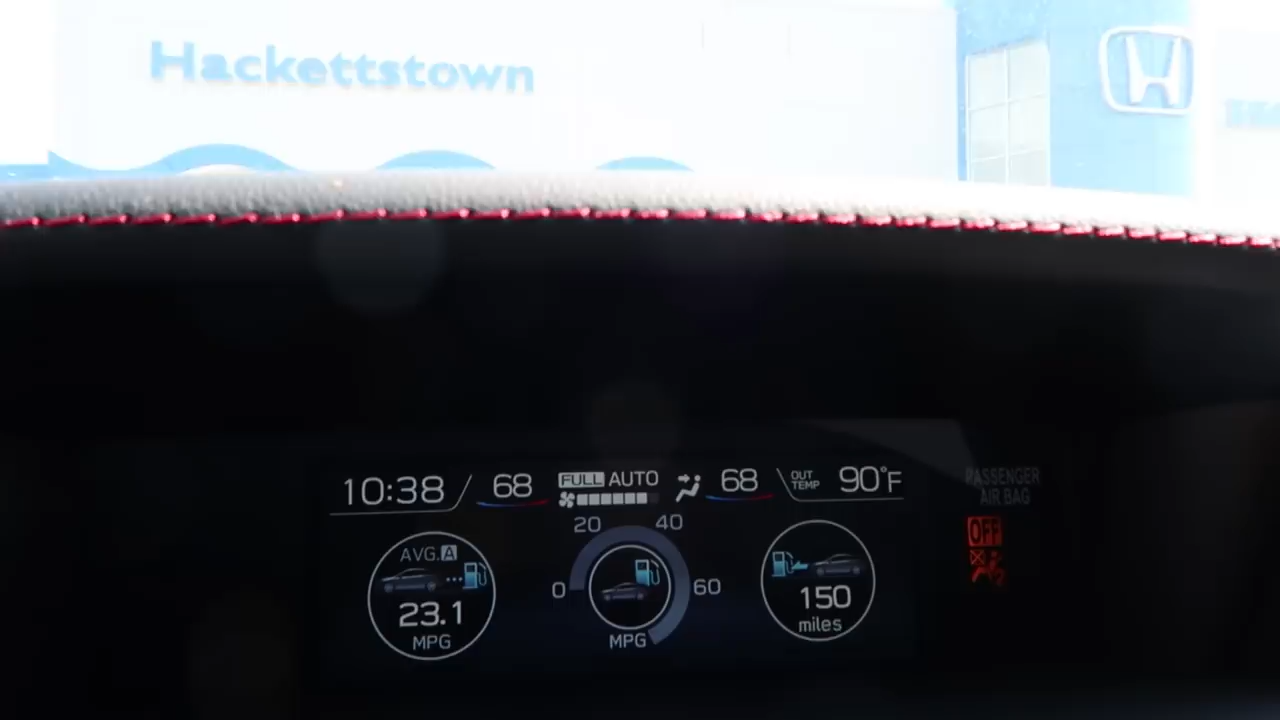 Hackettstown
10:38 68 FULL AUTO 68 OUT TEMP 90°F
PASSENGER
AIR BAG
OFF
20 40
0 60
MPG
AVG.A
23.1
MPG
150
miles